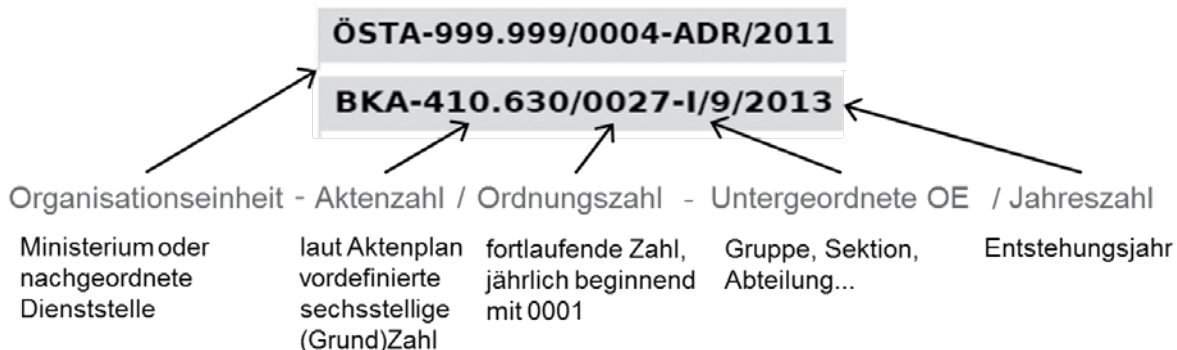 ÖSTA-999.999/0004-ADR/2011
BKA-410.630/0027-I/9/2013
Organisationseinheit - Aktenzahl / Ordnungszahl - Untergeordnete OE / Jahreszahl
Ministerium oder
nachgeordnete
Dienststelle
laut Aktenplan
vordefinierte
sechsstellige
(Grund)Zahl
fortlaufende Zahl,
jährlich beginnend
mit 0001
Gruppe, Sektion,
Abteilung...
Entstehungsjahr